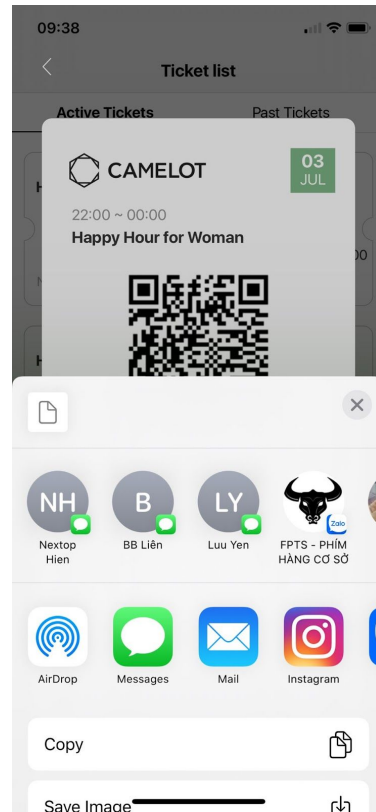 09:38
Ticket list
Active Tickets
Past Tickets
CAMELOT
03
JUL
22:00 ~ 00:00
Happy Hour for Woman
NH
B
LY
Zalo
Nextop
Hien
BB Liên
Luu Yen
FPTS - PHÍM
HÀNG CƠ SỞ
AirDrop
Messages
Mail
Instagram
Copy
Save Image